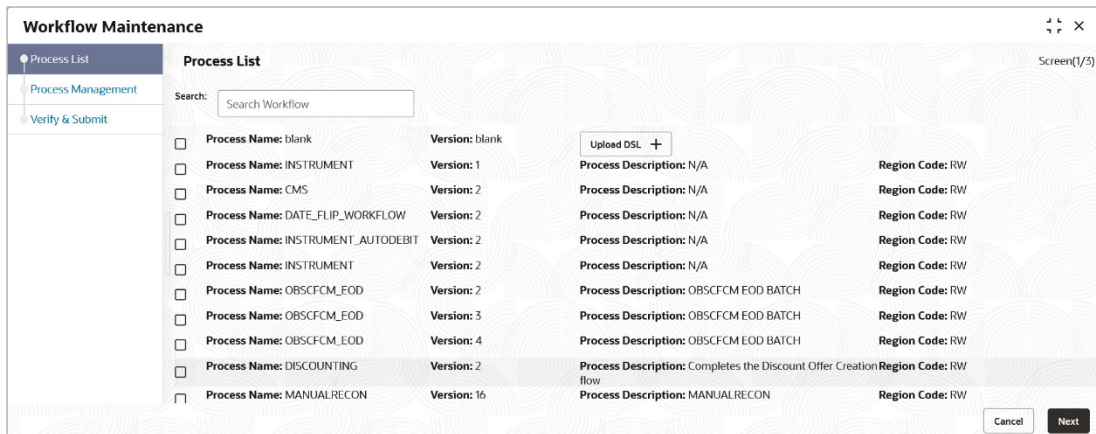 Workflow Maintenance
Process List
Process Management
Verify & Submit
Process List
Screen(1/3)
Search:
Search Workflow
Process Name: blank Version: blank Upload DSL +
Process Name: INSTRUMENT Version: 1 Process Description: N/A Region Code: RW
Process Name: CMS Version: 2 Process Description: N/A Region Code: RW
Process Name: DATE_FLIP_WORKFLOW Version: 2 Process Description: N/A Region Code: RW
Process Name: INSTRUMENT_AUTODEBIT Version: 2 Process Description: N/A Region Code: RW
Process Name: INSTRUMENT Version: 2 Process Description: N/A Region Code: RW
Process Name: OBSCFCM_EOD Version: 2 Process Description: OBSCFCM EOD BATCH Region Code: RW
Process Name: OBSCFCM_EOD Version: 3 Process Description: OBSCFCM EOD BATCH Region Code: RW
Process Name: OBSCFCM_EOD Version: 4 Process Description: OBSCFCM EOD BATCH Region Code: RW
Process Name: DISCOUNTING Version: 2 Process Description: Completes the Discount Offer Creation Region Code: RW
flow
Process Name: MANUALRECON Version: 16 Process Description: MANUALRECON Region Code: RW
Cancel Next